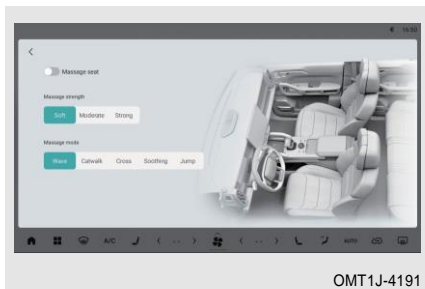 16:50
Massage seat
Massage strength
Soft Moderate Strong
Massage mode
Wave Catwalk Cross Soothing Jump
A/C AUTO
OMT1J-4191